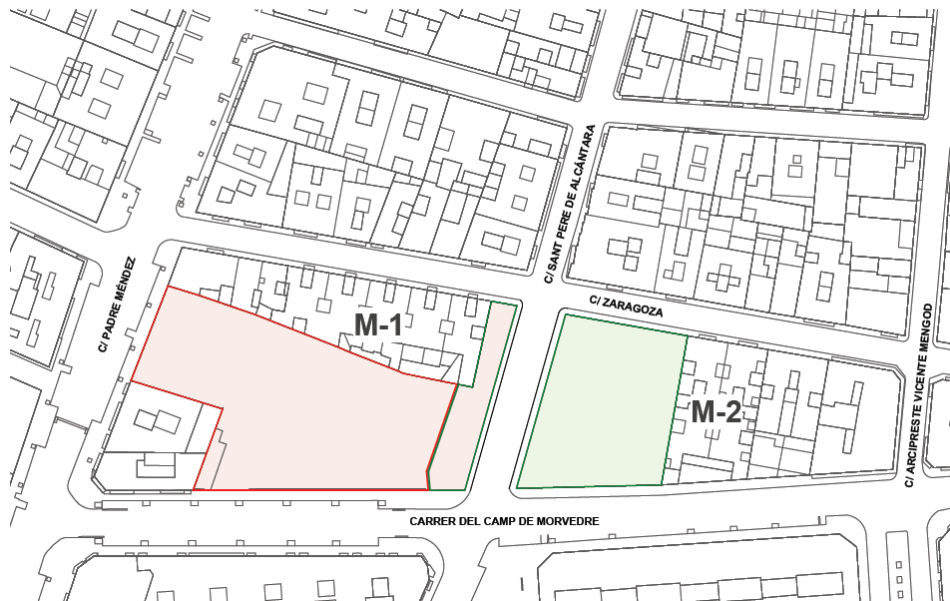 C/ SANT PERE DE ALCÁNTARA
C/ PADRE MÉNDEZ
C/ ZARAGOZA
M-1
M-2
C/ ARCIPRESTE VICENTE MENGOD
CARRER DEL CAMP DE MORVEDRE